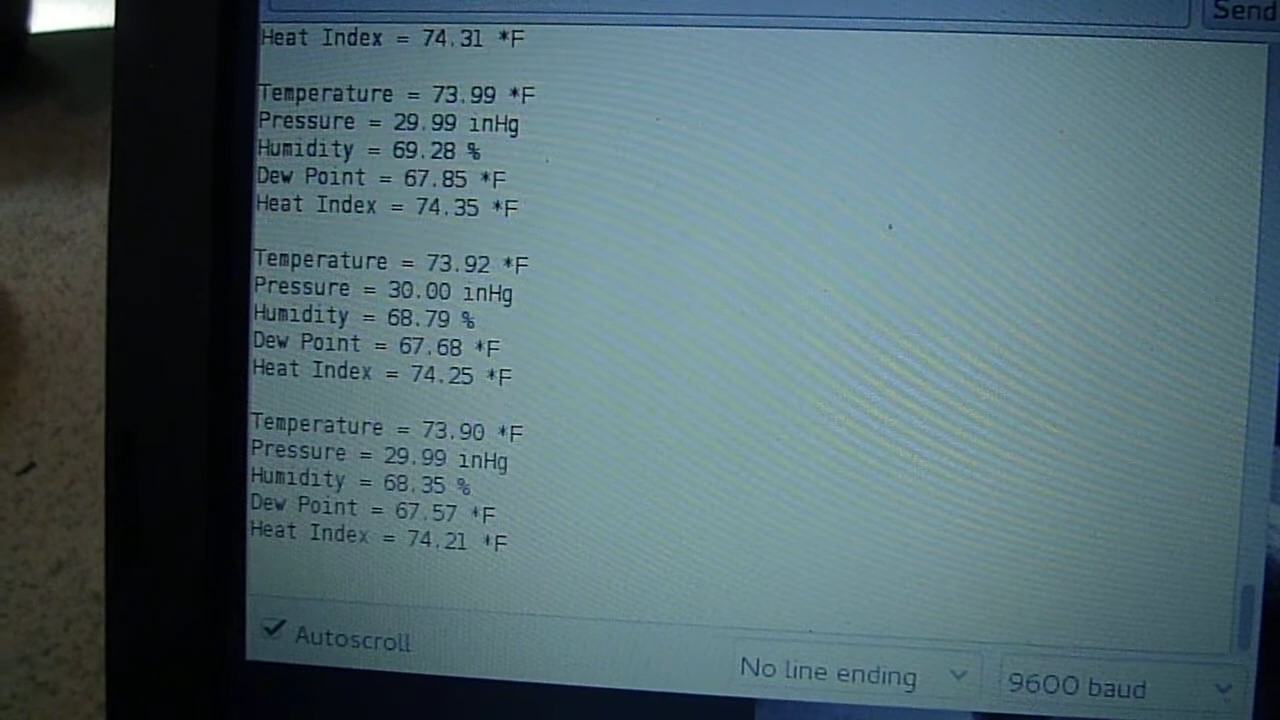 Send
Heat Index = 74.31 *F
Temperature = 73.99 *F
Pressure = 29.99 inHg
Humidity = 69.28 %
Dew Point = 67.85 *F
Heat Index = 74.35 *F
Temperature = 73.92 *F
Pressure = 30.00 inHg
Humidity = 68.79 %
Dew Point = 67.68 *F
Heat Index = 74.25 *F
Temperature = 73.90 *F
Pressure = 29.99 inHg
Humidity = 68.35 %
Dew Point = 67.57 *F
Heat Index = 74.21 *F
Autoscroll
No line ending
9600 baud